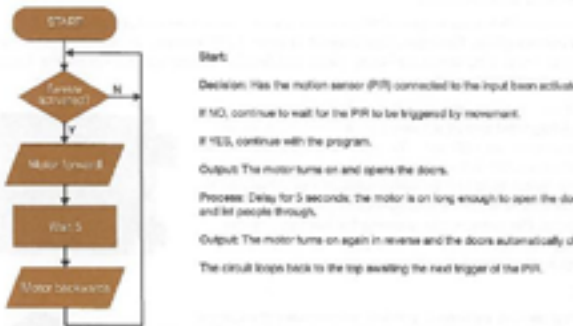 START
Sensor
activated?
N
Y
Motor forward
Wait 5
Motor backwards
Start:
Decision: Has the motion sensor (PIR) connected to the input been activat
If NO, continue to wait for the PIR to be triggered by movement.
If YES, continue with the program.
Output: The motor turns on and opens the doors.
Process: Delay for 5 seconds; the motor is on long enough to open the do
and let people through.
Output: The motor turns on again in reverse and the doors automatically cl
The circuit loops back to the top awaiting the next trigger of the PIR.